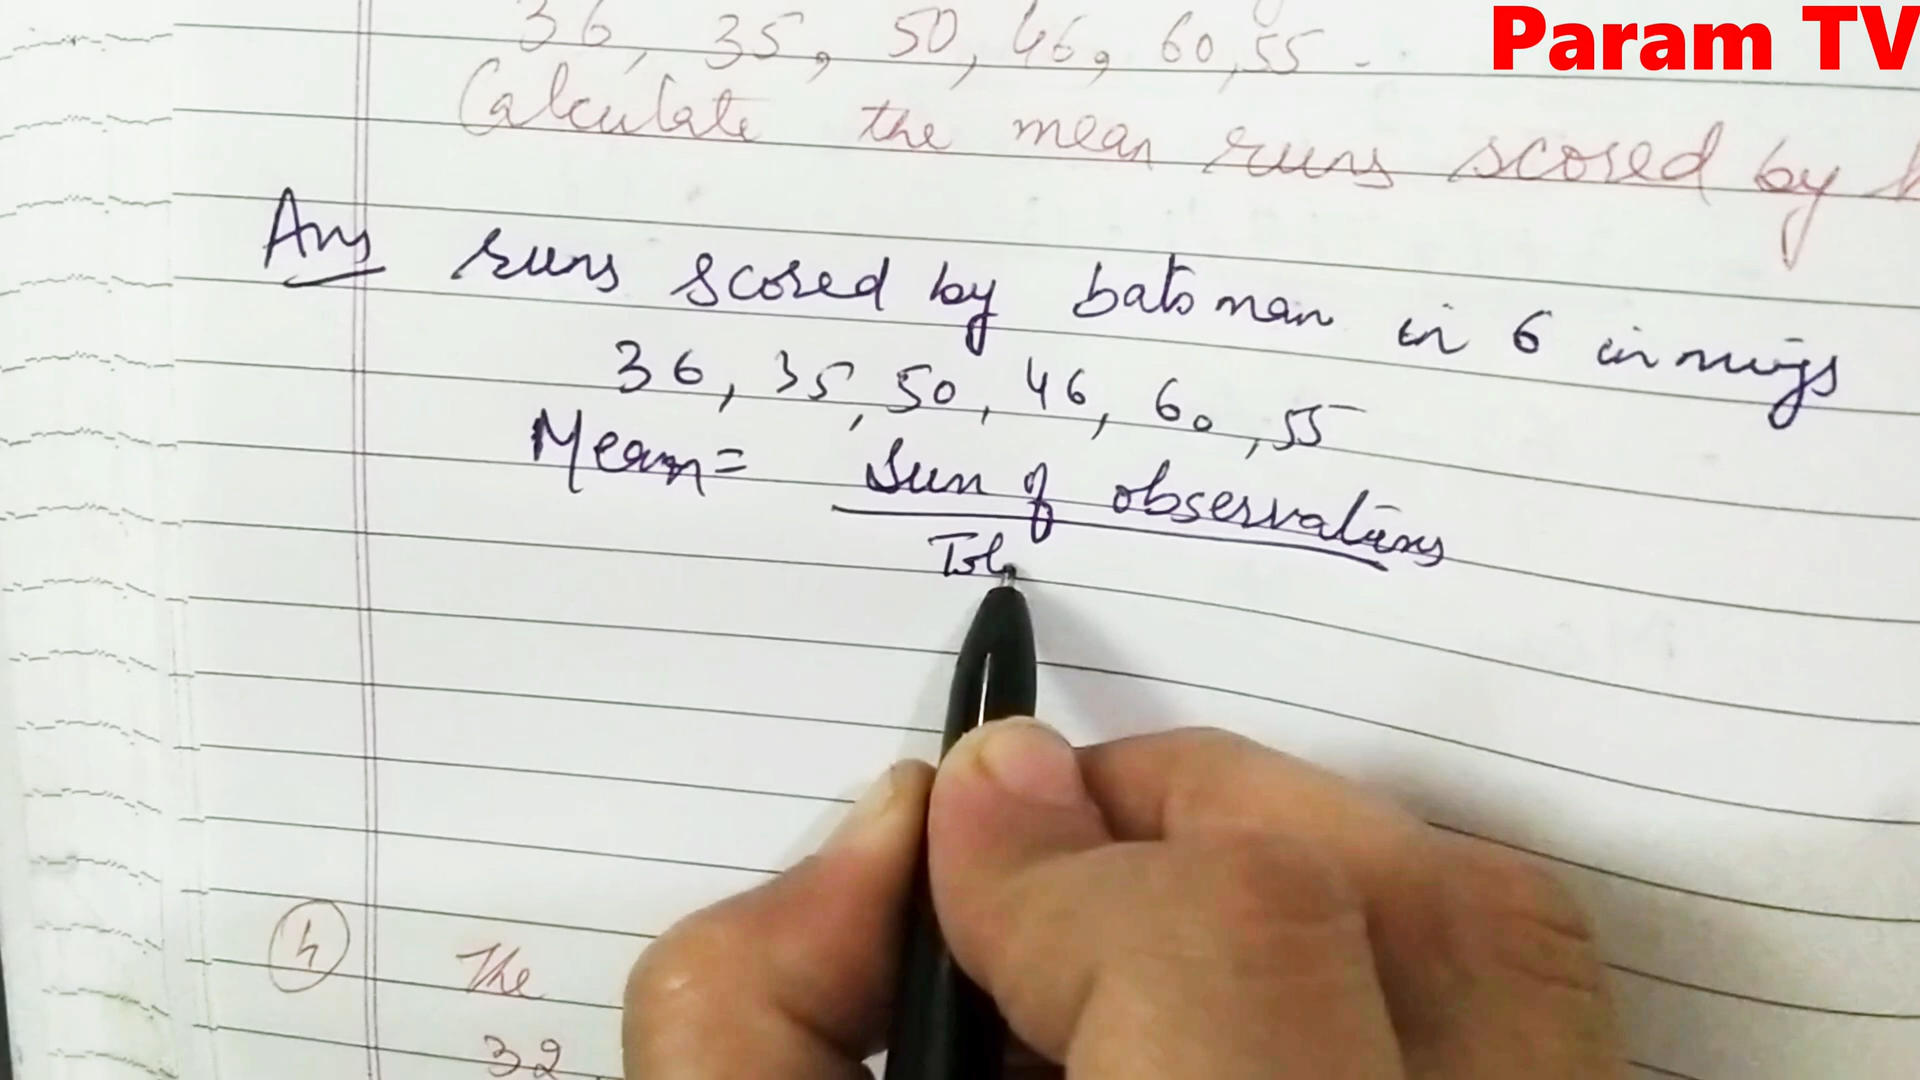 Param TV
36, 35, 50, 46, 60, 55.
Calculate the mean runs scored by
Ans runs scored by batsman in 6 innings
36, 35, 50, 46, 60, 55
Mean = Sum of observations
Tot
4 The
32